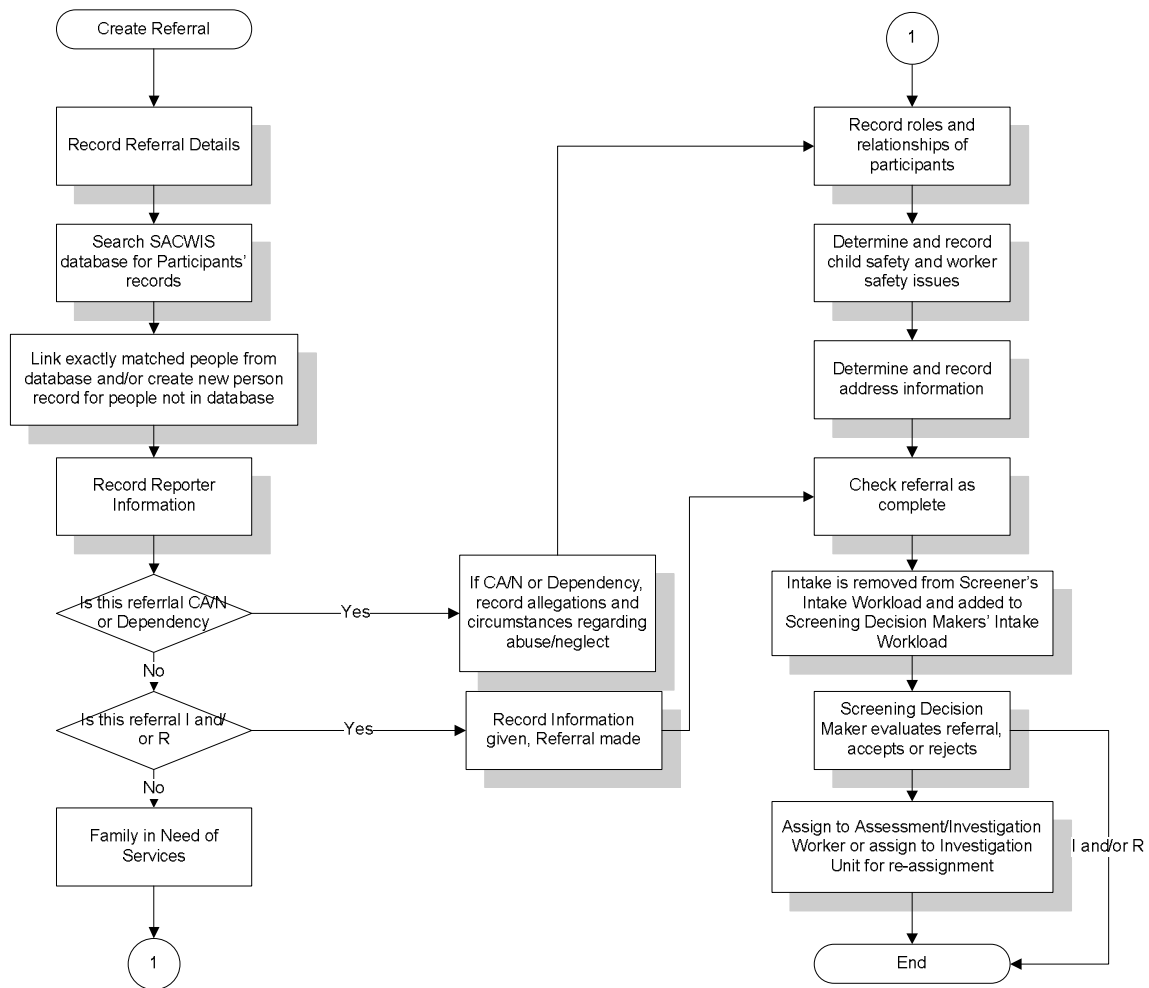 Create Referral
Record Referral Details
Search SACWIS
database for Participants'
records
Link exactly matched people from
database and/or create new person
record for people not in database
Record Reporter
Information
Is this referrlal CA/N
or Dependency
Yes
If CA/N or Dependency,
record allegations and
circumstances regarding
abuse/neglect
No
Is this referral I and/
or R
Yes
Record Information
given, Referral made
No
Family in Need of
Services
1
1
Record roles and
relationships of
participants
Determine and record
child safety and worker
safety issues
Determine and record
address information
Check referral as
complete
Intake is removed from Screener's
Intake Workload and added to
Screening Decision Makers' Intake
Workload
Screening Decision
Maker evaluates referral,
accepts or rejects
Assign to Assessment/Investigation
Worker or assign to Investigation
Unit for re-assignment
I and/or R
End